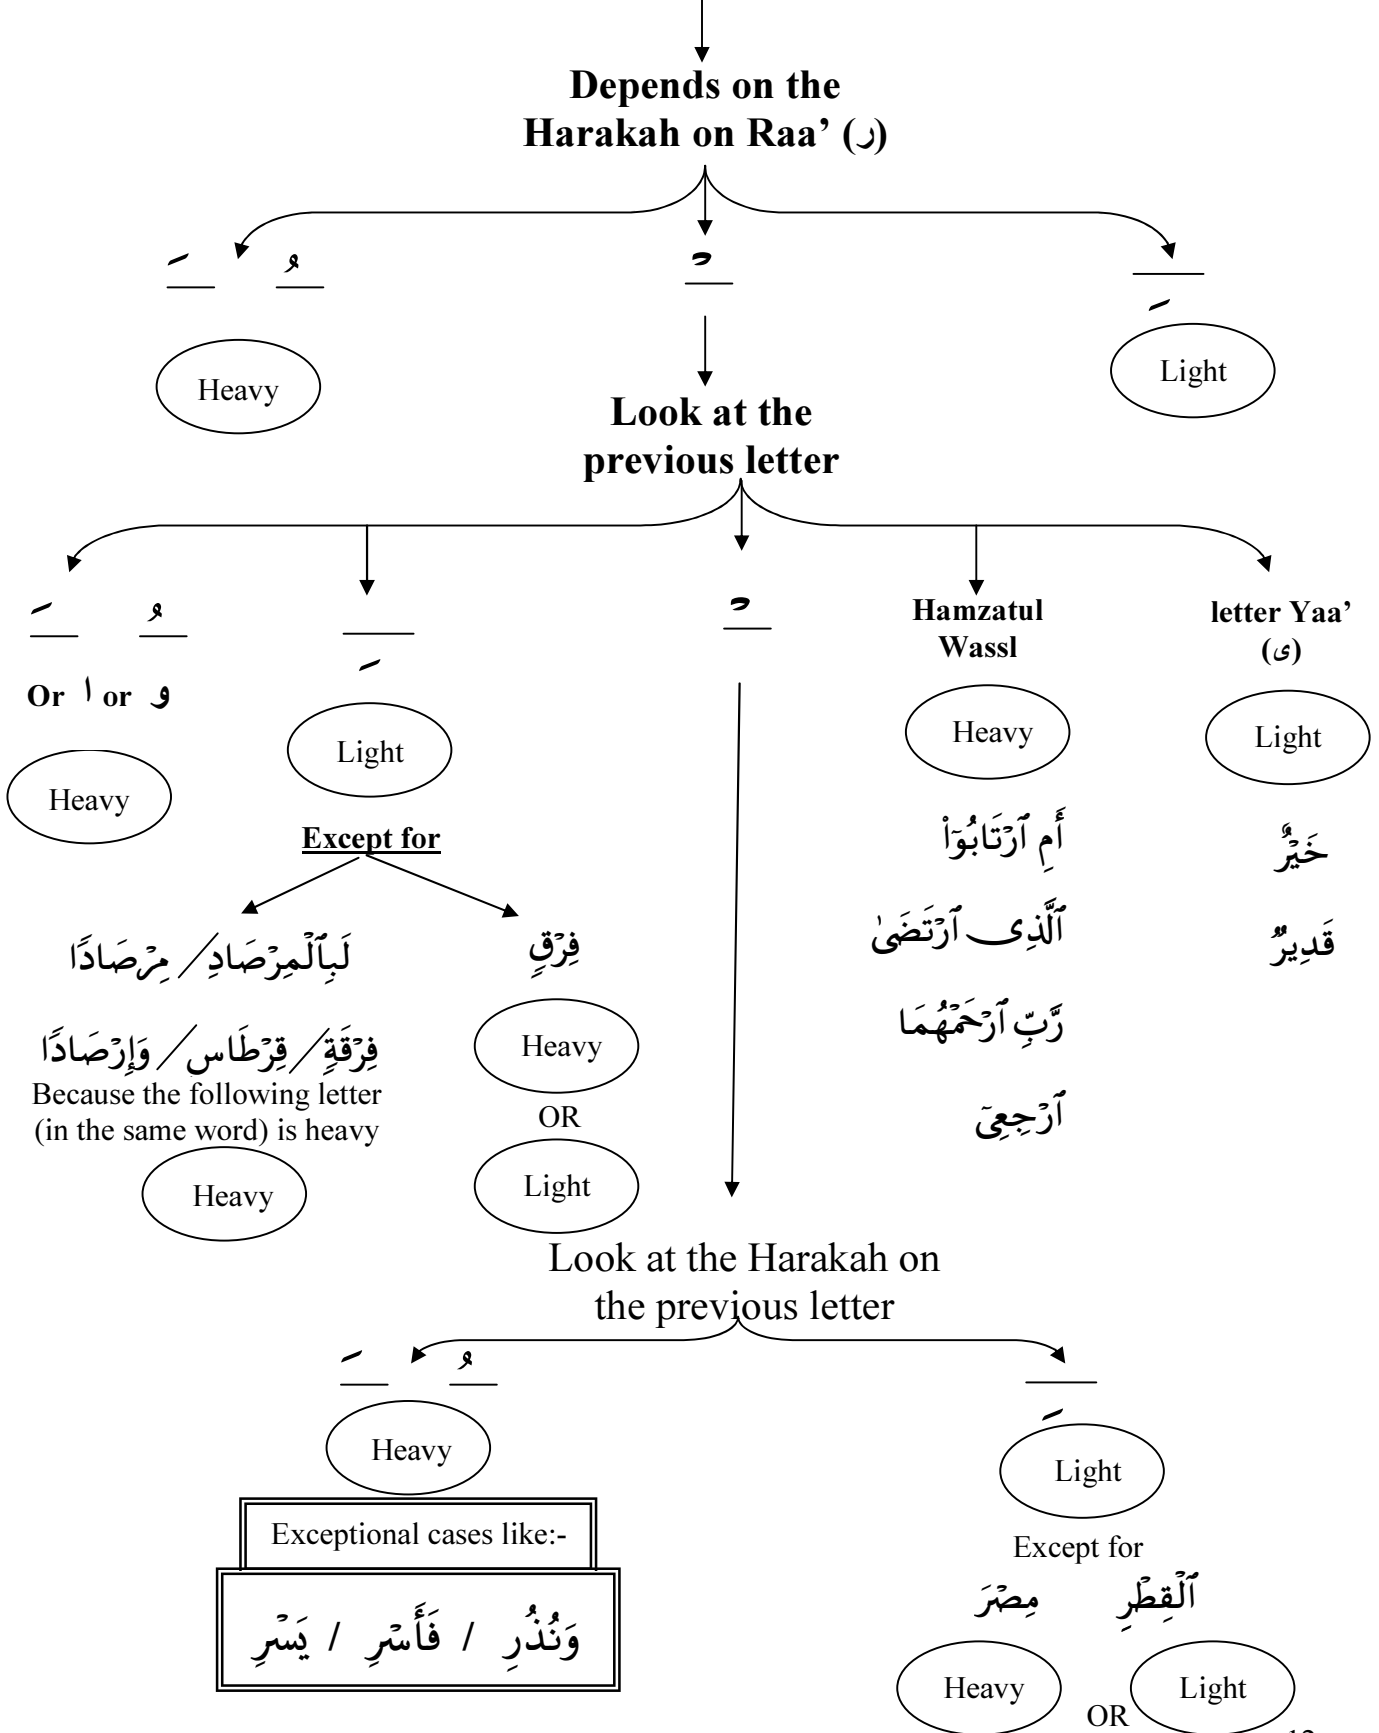 Depends on the
Harakah on Raa' (ر)
Heavy
Light
Look at the
previous letter
Or ا or و
Heavy
Light
Hamzatul
Wassl
Heavy
letter Yaa'
(ى)
Light
Except for
لَبِٱلْمِرْصَادِ / مِرْصَادًا
فِرْقَةٍ / قِرْطَاسٍ / وَإِرْصَادًا
Because the following letter
(in the same word) is heavy
Heavy
فِرْقٍ
Heavy
OR
Light
أَمِ ٱرْتَابُوٓا۟
ٱلَّذِى ٱرْتَضَىٰ
رَّبِّ ٱرْحَمْهُمَا
ٱرْجِعِىٓ
خَيْرٌ
قَدِيرٌ
Look at the Harakah on
the previous letter
Heavy
Exceptional cases like:-
وَنُذُرِ / فَأَسْرِ / يَسْرِ
Light
Except for
ٱلْقِطْرِ مِصْرَ
Heavy OR Light